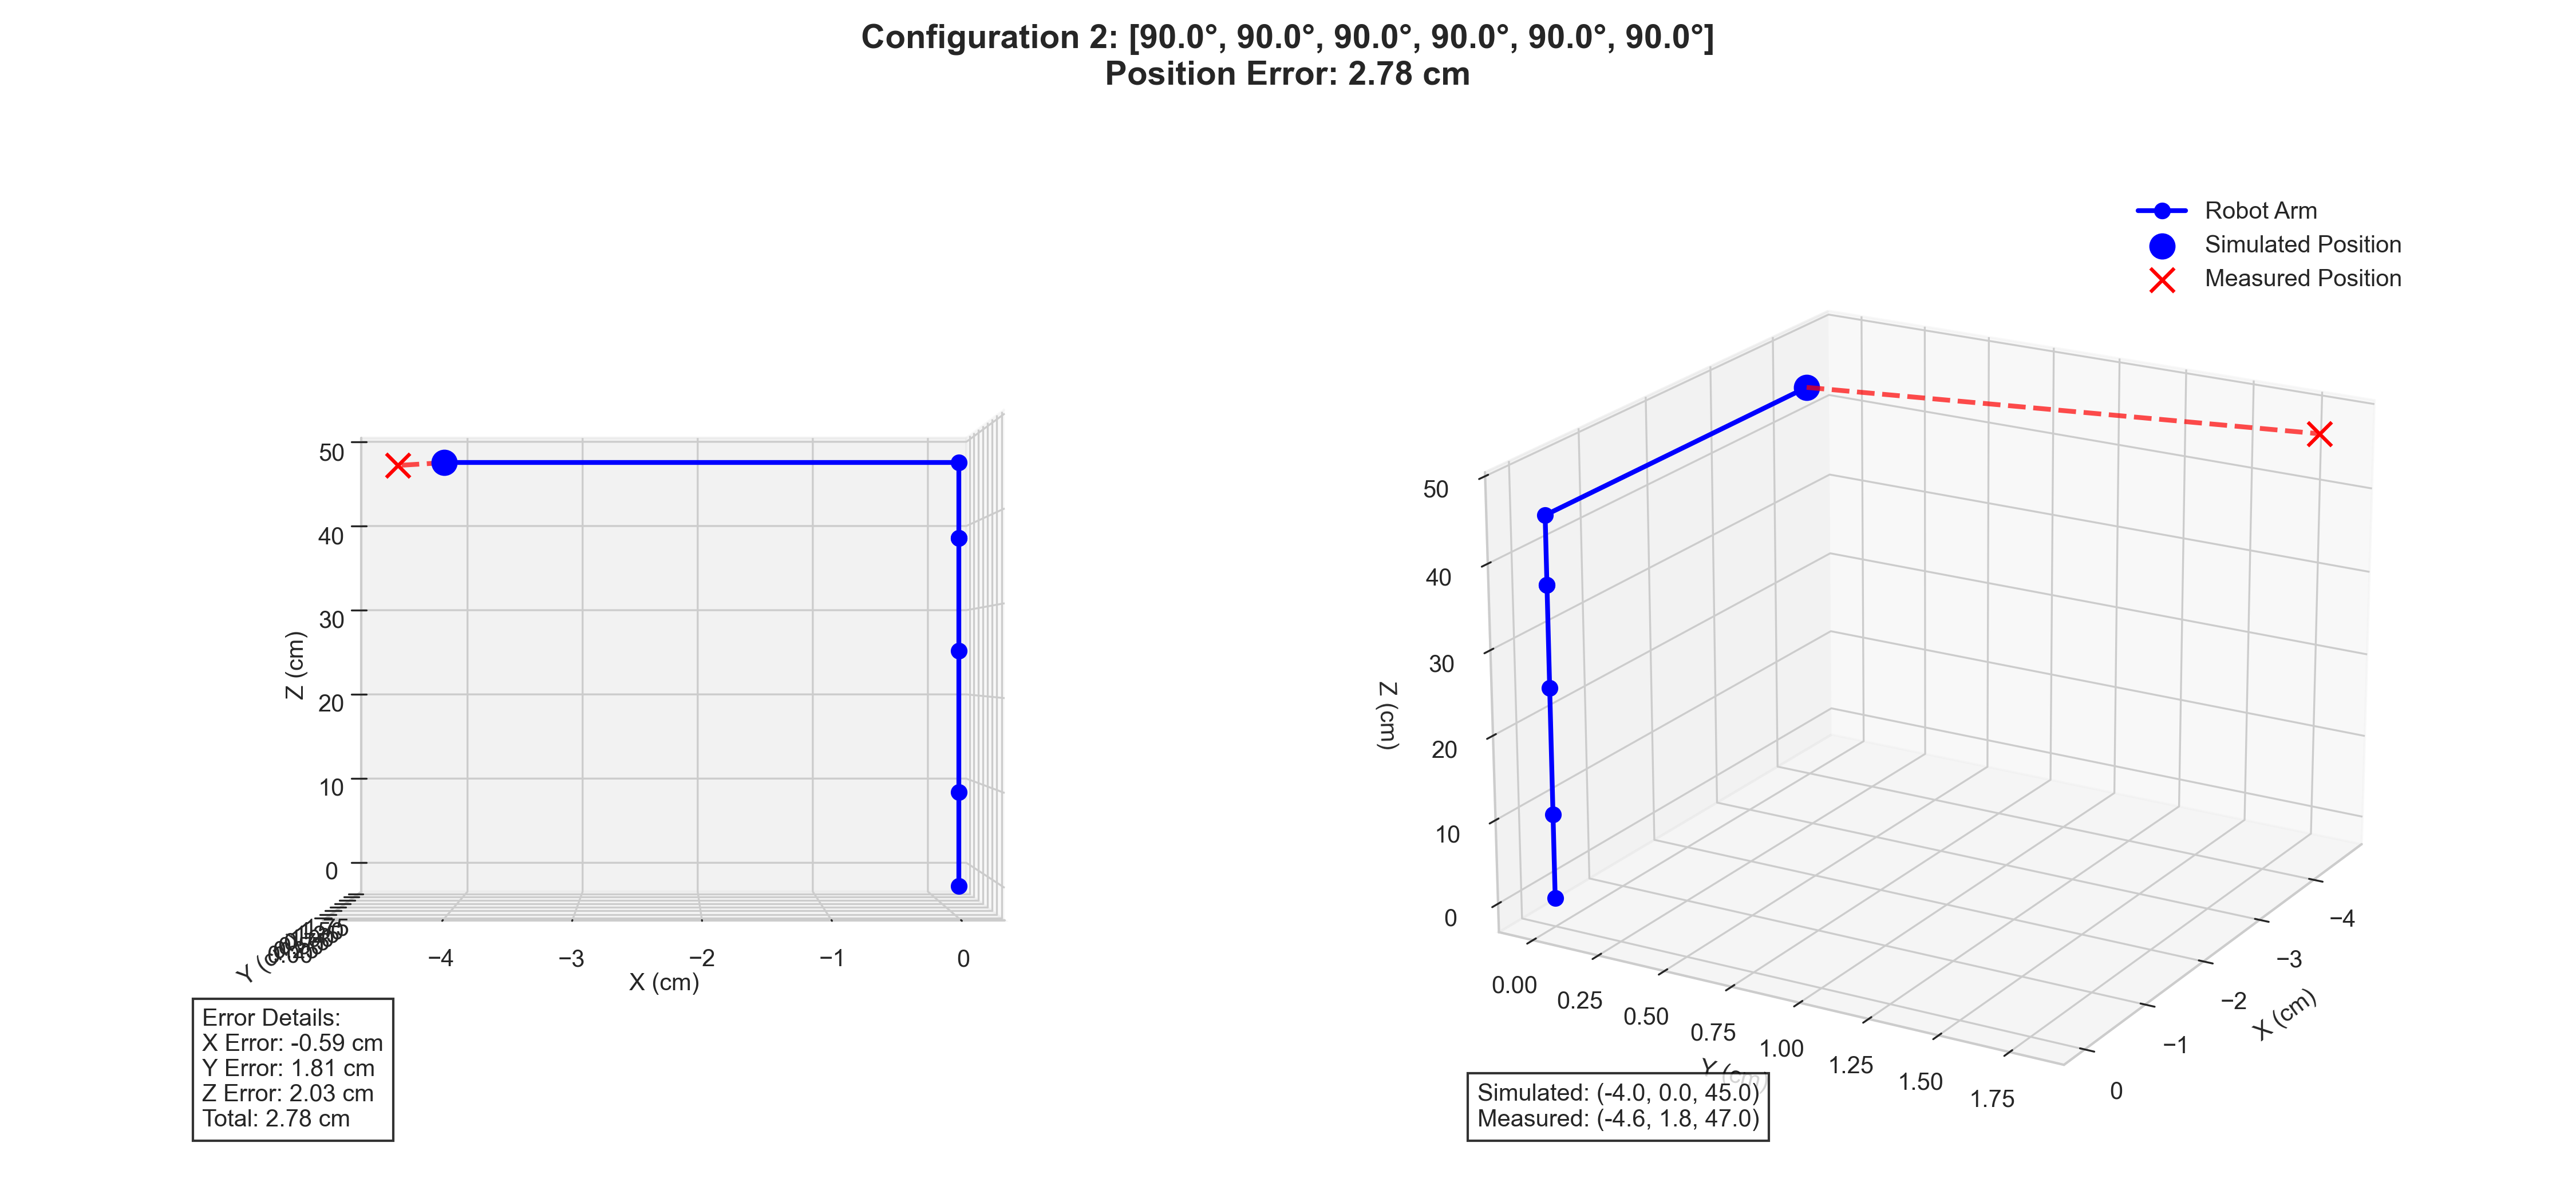 Configuration 2: [90.0°, 90.0°, 90.0°, 90.0°, 90.0°, 90.0°]
Position Error: 2.78 cm
Robot Arm
Simulated Position
Measured Position
50
40
30
20
10
0
Z (cm)
−4
−3
−2
−1
0
X (cm)
Error Details:
X Error: -0.59 cm
Y Error: 1.81 cm
Z Error: 2.03 cm
Total: 2.78 cm
50
40
30
20
10
0
Z (cm)
0.00
0.25
0.50
0.75
1.00
1.25
1.50
1.75
Y (cm)
−4
−3
−2
−1
0
X (cm)
Simulated: (-4.0, 0.0, 45.0)
Measured: (-4.6, 1.8, 47.0)